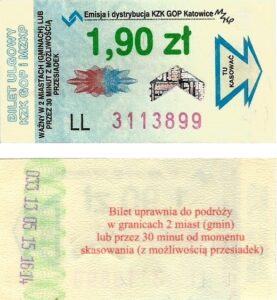 BILET ULGOWY
KZK GOP i MZKP
WAŻNY W 2 MIASTACH (GMINACH) LUB
PRZEZ 30 MINUT Z MOŻLIWOŚCIĄ
PRZESIADEK
Emisja i dystrybucja KZK GOP Katowice
1,90 zł
TU
KASOWAĆ
LL 3113899
Bilet uprawnia do podróży
w granicach 2 miast (gmin)
lub przez 30 minut od momentu
skasowania (z możliwością przesiadek)